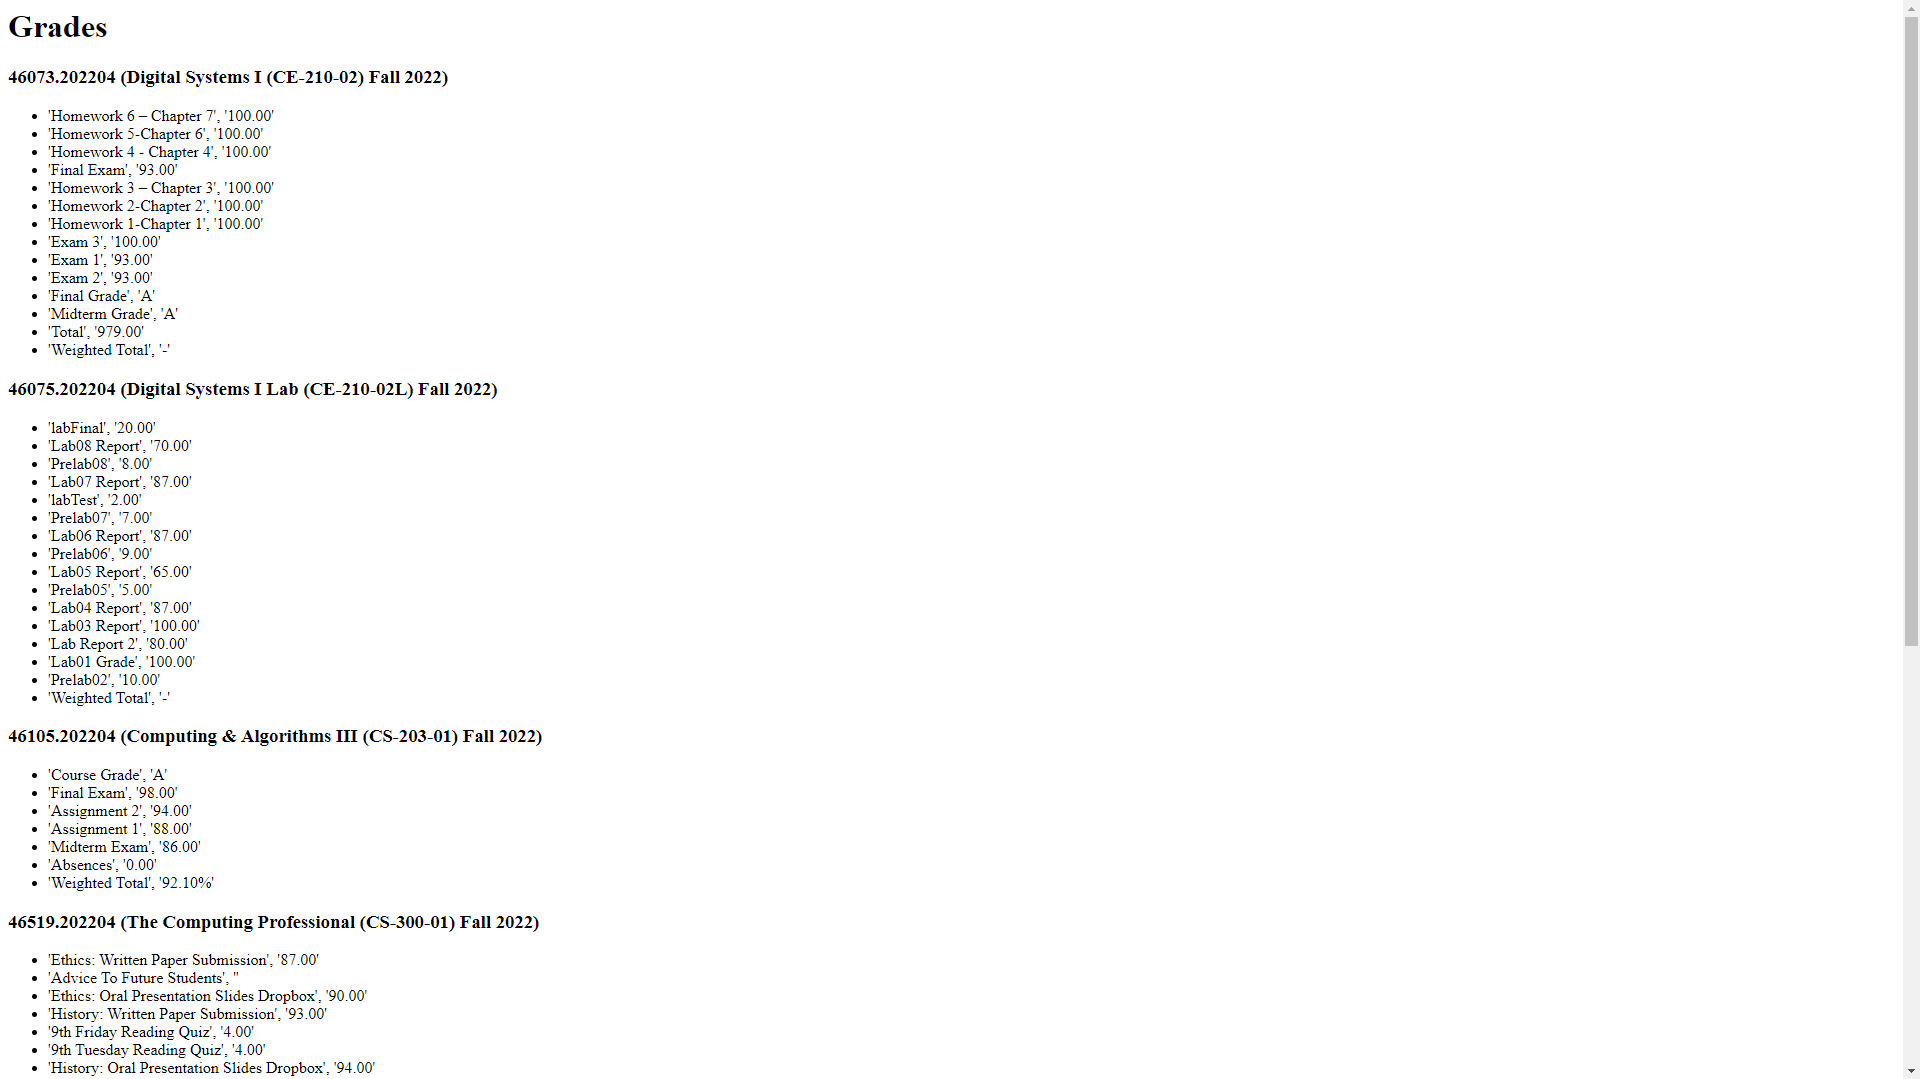 Grades
46073.202204 (Digital Systems I (CE-210-02) Fall 2022)
'Homework 6 – Chapter 7', '100.00'
'Homework 5-Chapter 6', '100.00'
'Homework 4 - Chapter 4', '100.00'
'Final Exam', '93.00'
'Homework 3 – Chapter 3', '100.00'
'Homework 2-Chapter 2', '100.00'
'Homework 1-Chapter 1', '100.00'
'Exam 3', '100.00'
'Exam 1', '93.00'
'Exam 2', '93.00'
'Final Grade', 'A'
'Midterm Grade', 'A'
'Total', '979.00'
'Weighted Total', '-'
46075.202204 (Digital Systems I Lab (CE-210-02L) Fall 2022)
'labFinal', '20.00'
'Lab08 Report', '70.00'
'Prelab08', '8.00'
'Lab07 Report', '87.00'
'labTest', '2.00'
'Prelab07', '7.00'
'Lab06 Report', '87.00'
'Prelab06', '9.00'
'Lab05 Report', '65.00'
'Prelab05', '5.00'
'Lab04 Report', '87.00'
'Lab03 Report', '100.00'
'Lab Report 2', '80.00'
'Lab01 Grade', '100.00'
'Prelab02', '10.00'
'Weighted Total', '-'
46105.202204 (Computing & Algorithms III (CS-203-01) Fall 2022)
'Course Grade', 'A'
'Final Exam', '98.00'
'Assignment 2', '94.00'
'Assignment 1', '88.00'
'Midterm Exam', '86.00'
'Absences', '0.00'
'Weighted Total', '92.10%'
46519.202204 (The Computing Professional (CS-300-01) Fall 2022)
'Ethics: Written Paper Submission', '87.00'
'Advice To Future Students', ''
'Ethics: Oral Presentation Slides Dropbox', '90.00'
'History: Written Paper Submission', '93.00'
'9th Friday Reading Quiz', '4.00'
'9th Tuesday Reading Quiz', '4.00'
'History: Oral Presentation Slides Dropbox', '94.00'